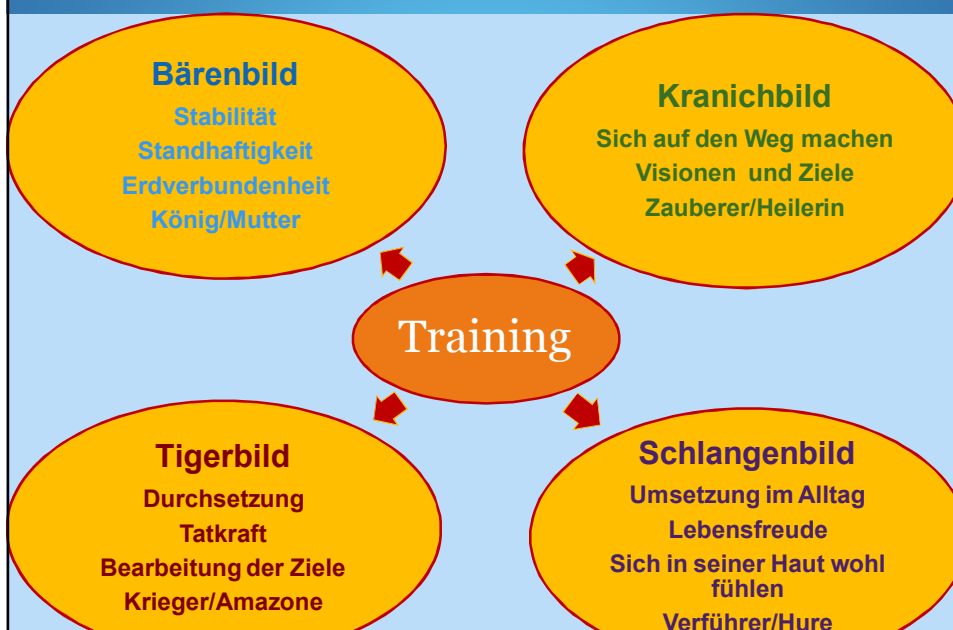 Bärenbild
Stabilität
Standhaftigkeit
Erdverbundenheit
König/Mutter
Kranichbild
Sich auf den Weg machen
Visionen und Ziele
Zauberer/Heilerin
Training
Tigerbild
Durchsetzung
Tatkraft
Bearbeitung der Ziele
Krieger/Amazone
Schlangenbild
Umsetzung im Alltag
Lebensfreude
Sich in seiner Haut wohl
fühlen
Verführer/Hure